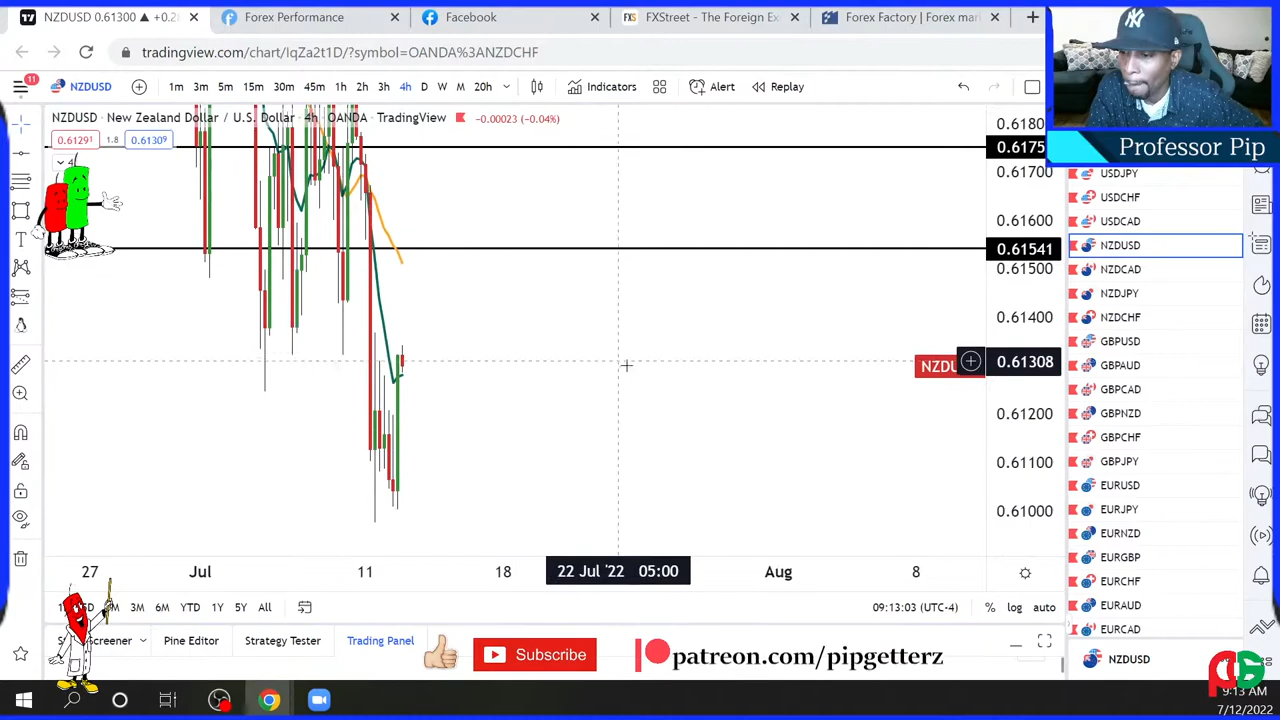 NZDUSD 0.61300 ▲ +0.2
Forex Performance
Facebook
FXStreet - The Foreign Ex
Forex Factory | Forex mar
tradingview.com/chart/IqZa2t1D/?symbol=OANDA%3ANZDCHF
11
NZDUSD
1m 3m 5m 15m 30m 45m 1h 2h 3h 4h D W M 20h
Indicators
Alert
Replay
NZDUSD · New Zealand Dollar / U.S. Dollar · 4h · OANDA · TradingView
−0.00023 (−0.04%)
0.61291 1.8 0.61309
4
0.61800
0.61751
0.61700
0.61600
0.61541
0.61500
0.61400
NZDU
0.61308
0.61200
0.61100
0.61000
27 Jul 11 18 22 Jul '22 05:00 Aug 8
3M 6M YTD 1Y 5Y All
09:13:03 (UTC-4)
% log auto
Screener
Pine Editor
Strategy Tester
Trading Panel
Subscribe
patreon.com/pipgetterz
Professor Pip
USDJPY
USDCHF
USDCAD
NZDUSD
NZDCAD
NZDJPY
NZDCHF
GBPUSD
GBPAUD
GBPCAD
GBPNZD
GBPCHF
GBPJPY
EURUSD
EURJPY
EURNZD
EURGBP
EURCHF
EURAUD
EURCAD
NZDUSD
9:13 AM
7/12/2022